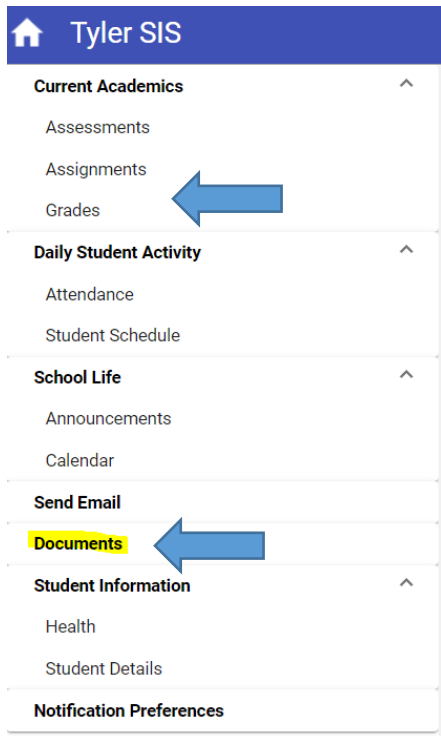 Tyler SIS
Current Academics
Assessments
Assignments
Grades
Daily Student Activity
Attendance
Student Schedule
School Life
Announcements
Calendar
Send Email
Documents
Student Information
Health
Student Details
Notification Preferences